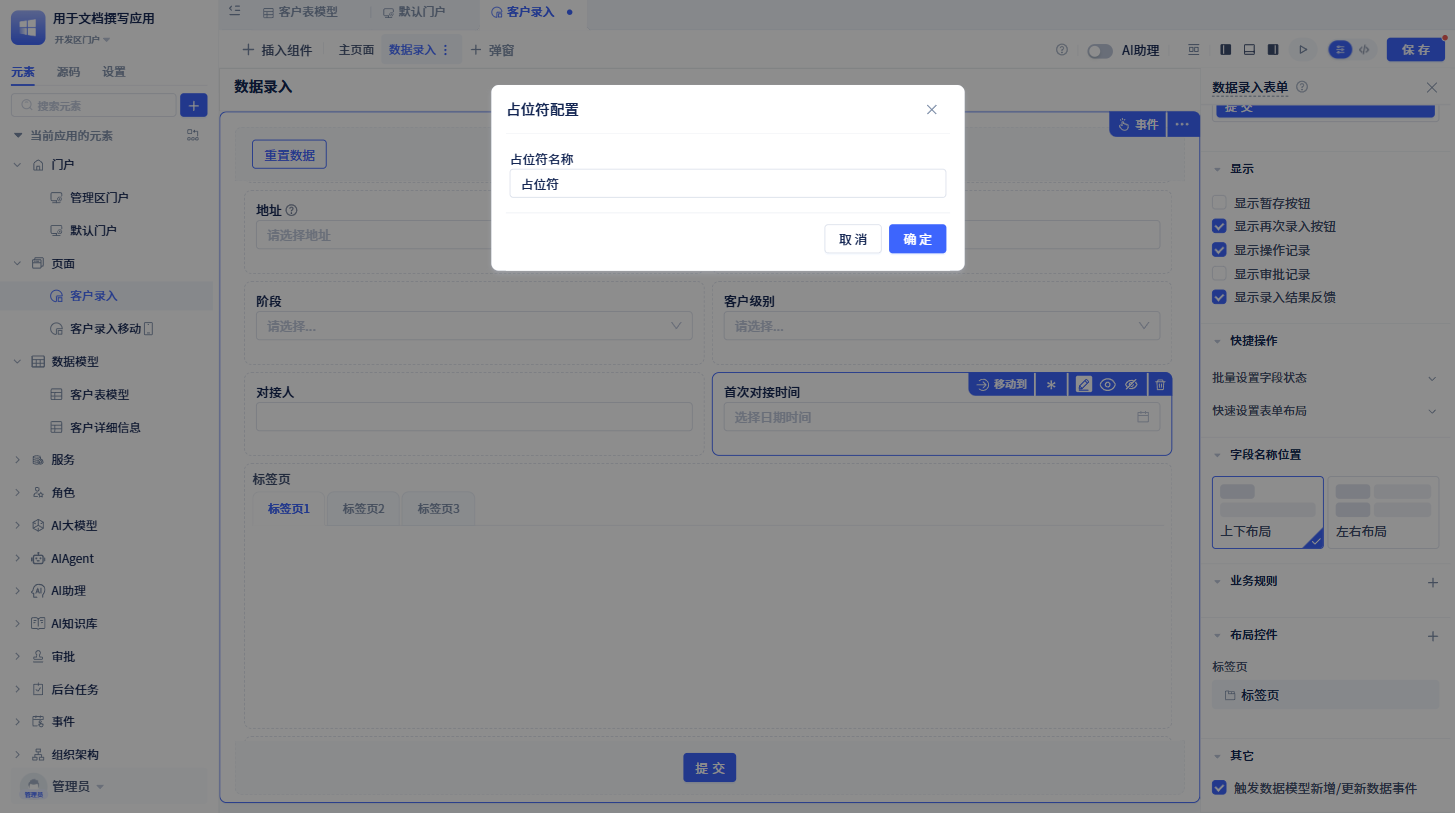 用于文档撰写应用
开发区门户
元素 源码 设置
搜索元素
当前应用的元素
门户
管理区门户
默认门户
页面
客户录入
客户录入移动
数据模型
客户表模型
客户详细信息
服务
角色
AI大模型
AIAgent
AI助理
AI知识库
审批
后台任务
事件
组织架构
管理员
管理员
客户表模型 默认门户 客户录入
插入组件 主页面 数据录入 弹窗 AI助理 保存
数据录入
事件
重置数据
地址
请选择地址
阶段 客户级别
请选择... 请选择...
移动到
对接人 首次对接时间
选择日期时间
标签页
标签页1 标签页2 标签页3
提交
占位符配置
占位符名称
占位符
取消 确定
数据录入表单
提交
显示
显示暂存按钮
显示再次录入按钮
显示操作记录
显示审批记录
显示录入结果反馈
快捷操作
批量设置字段状态
快速设置表单布局
字段名称位置
上下布局 左右布局
业务规则
布局控件
标签页
标签页
其它
触发数据模型新增/更新数据事件